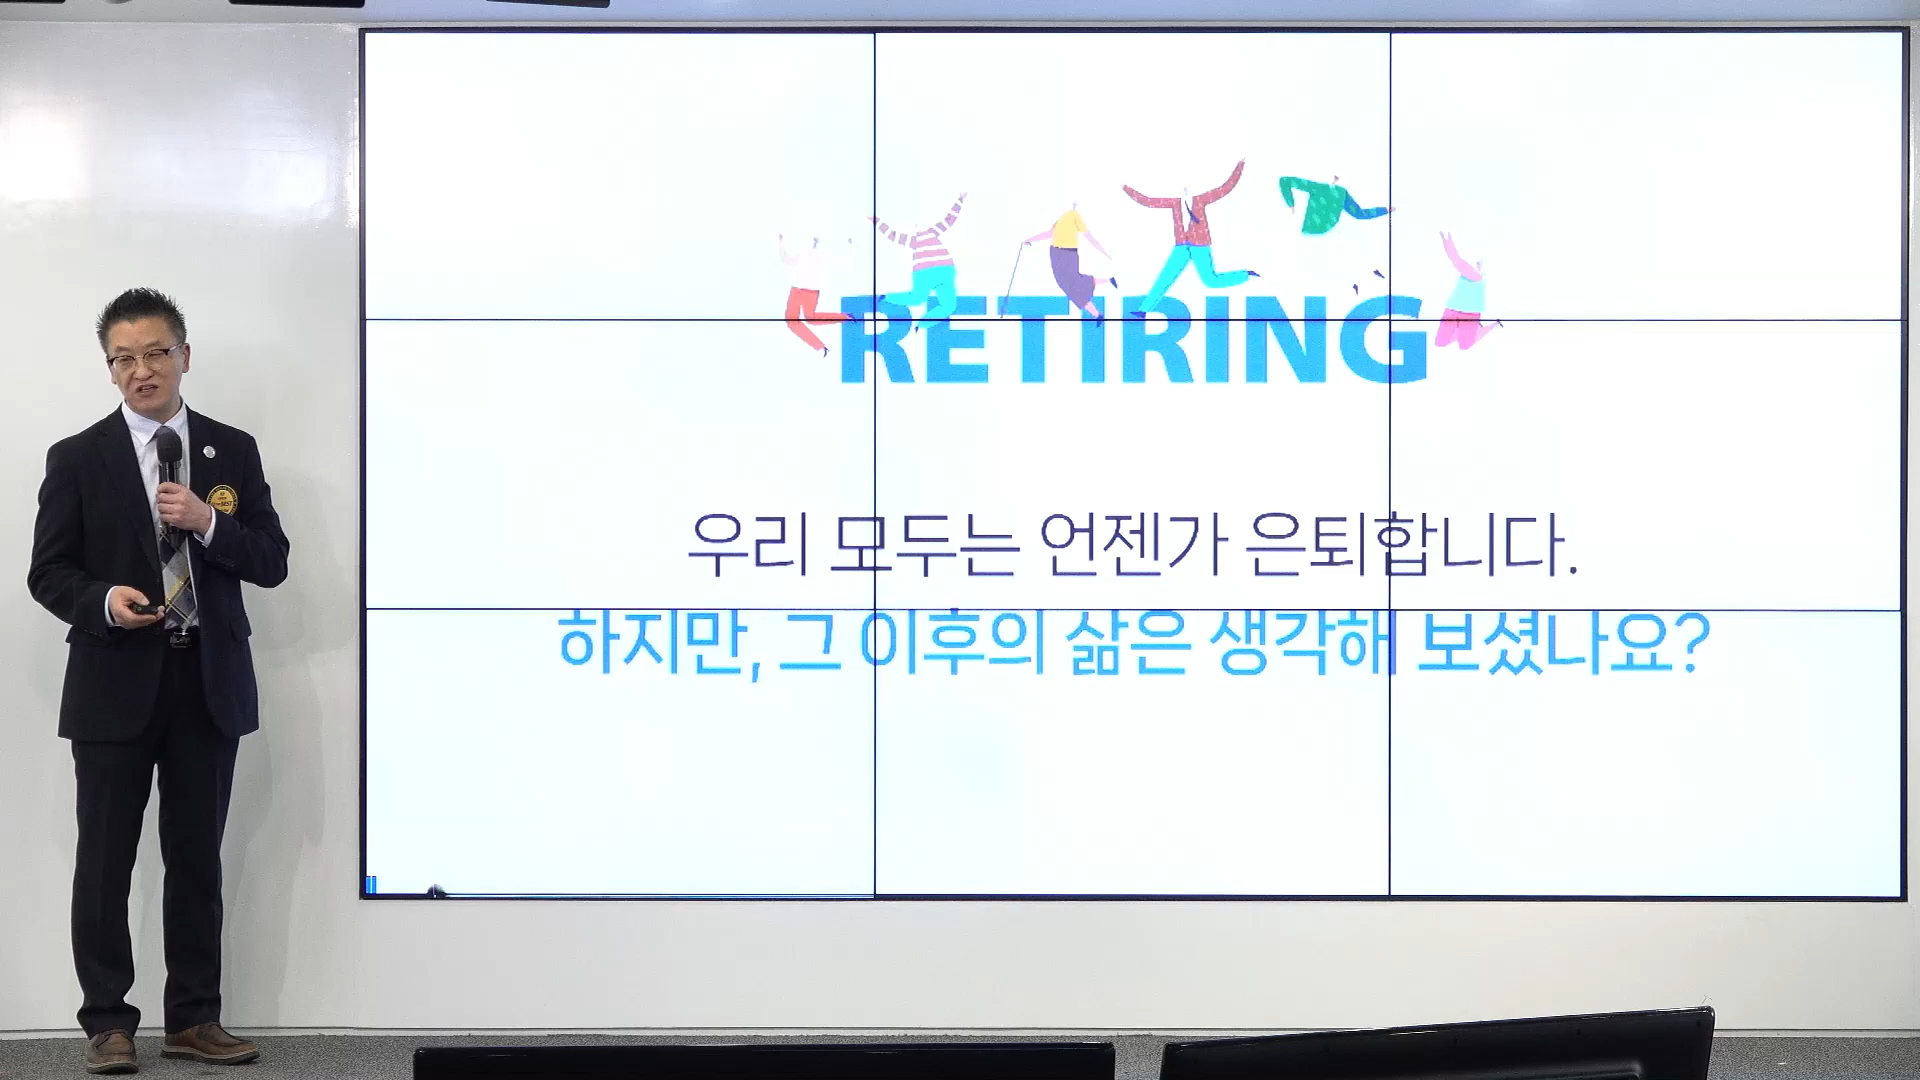 RETIRING
우리 모두는 언젠가 은퇴합니다.
하지만, 그 이후의 삶은 생각해 보셨나요?